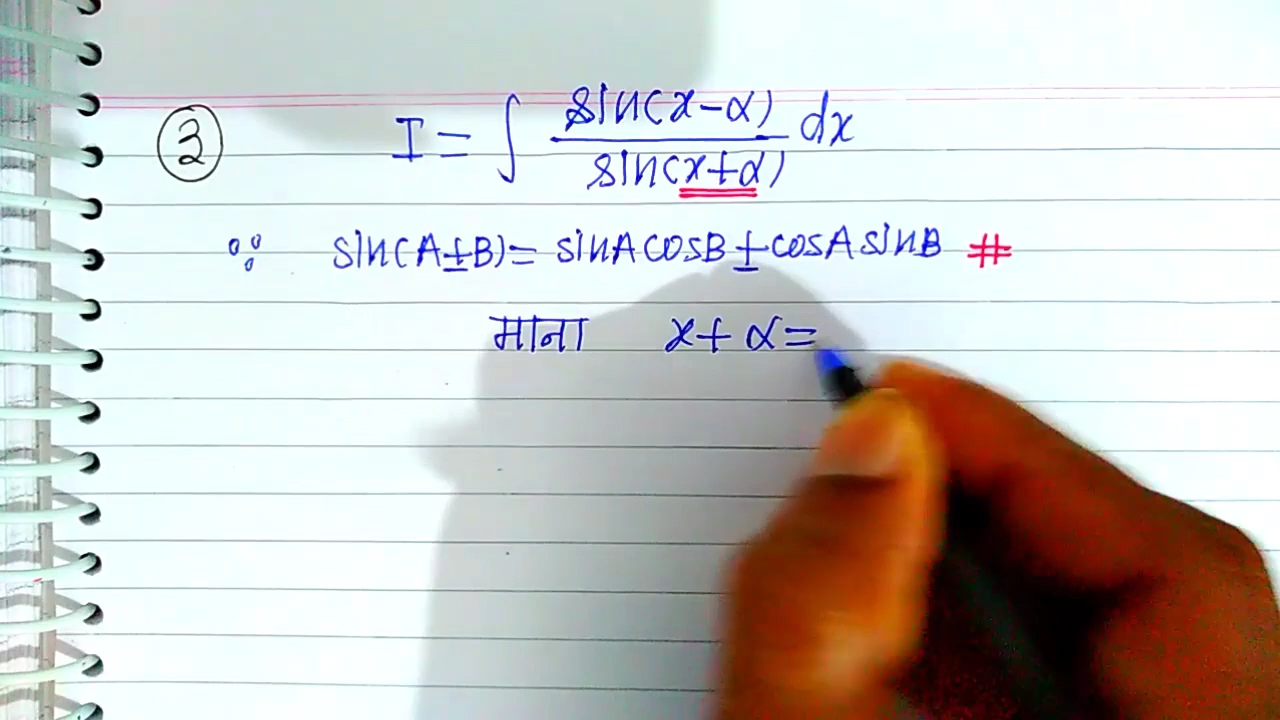 ③ I = ∫ sin(x-α) / sin(x+α) dx
∵ sin(A±B) = sinA cosB ± cosA sinB #
माना x+α=